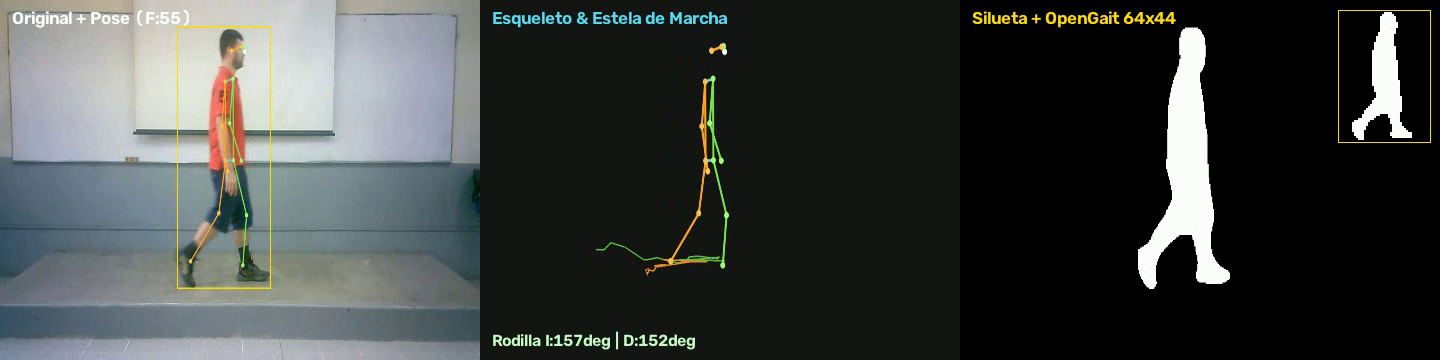 Original + Pose (F:55)
Esqueleto & Estela de Marcha
Silueta + OpenGait 64x44
Rodilla I:157deg | D:152deg